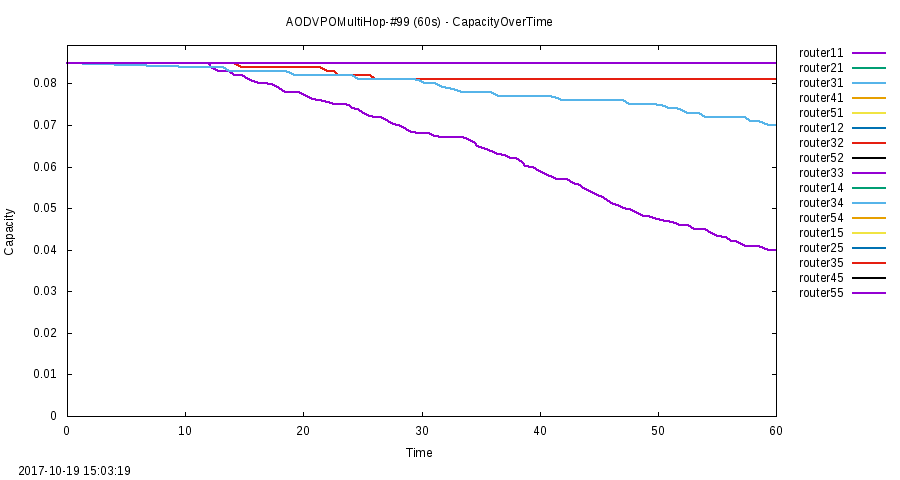 AODVPOMultiHop-#99 (60s) - CapacityOverTime
router11
router21
router31
router41
router51
router12
router32
router52
router33
router14
router34
router54
router15
router25
router35
router45
router55
Capacity
0.08
0.07
0.06
0.05
0.04
0.03
0.02
0.01
0
0 10 20 30 40 50 60
Time
2017-10-19 15:03:19